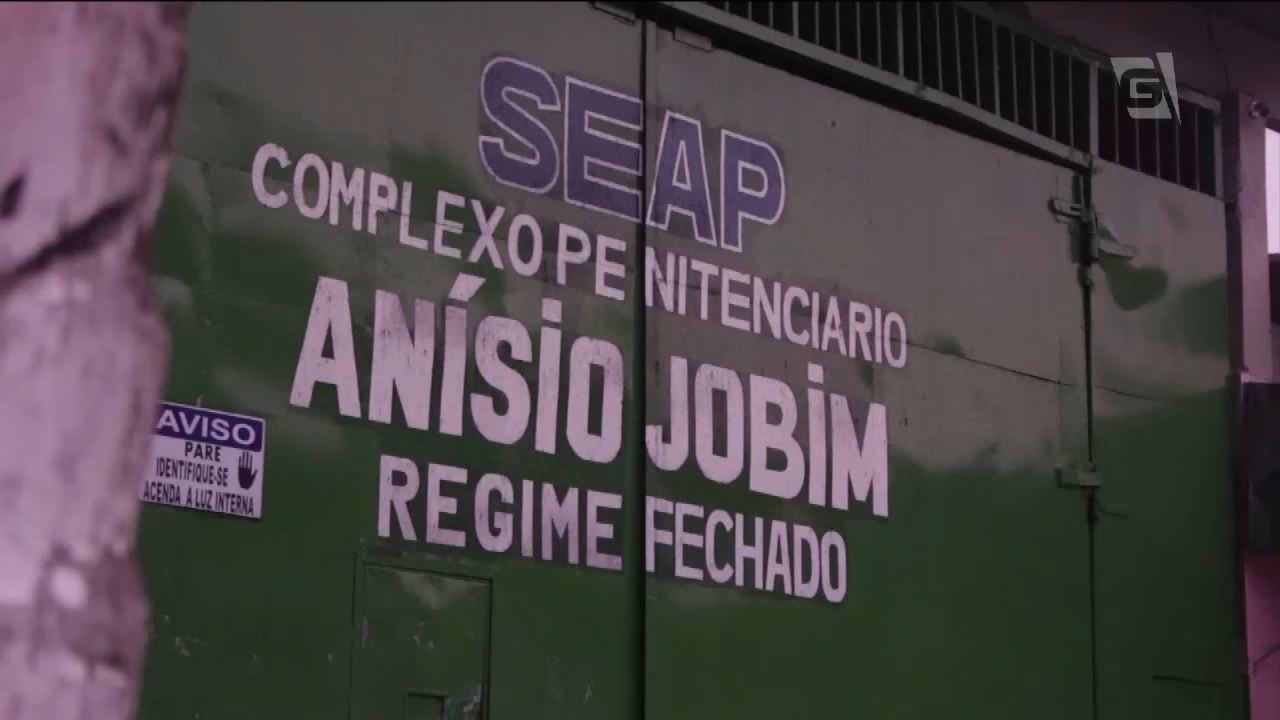 SEAP
COMPLEXO PENITENCIARIO
ANÍSIO JOBIM
REGIME FECHADO
AVISO
PARE
IDENTIFIQUE-SE
ACENDA A LUZ INTERNA